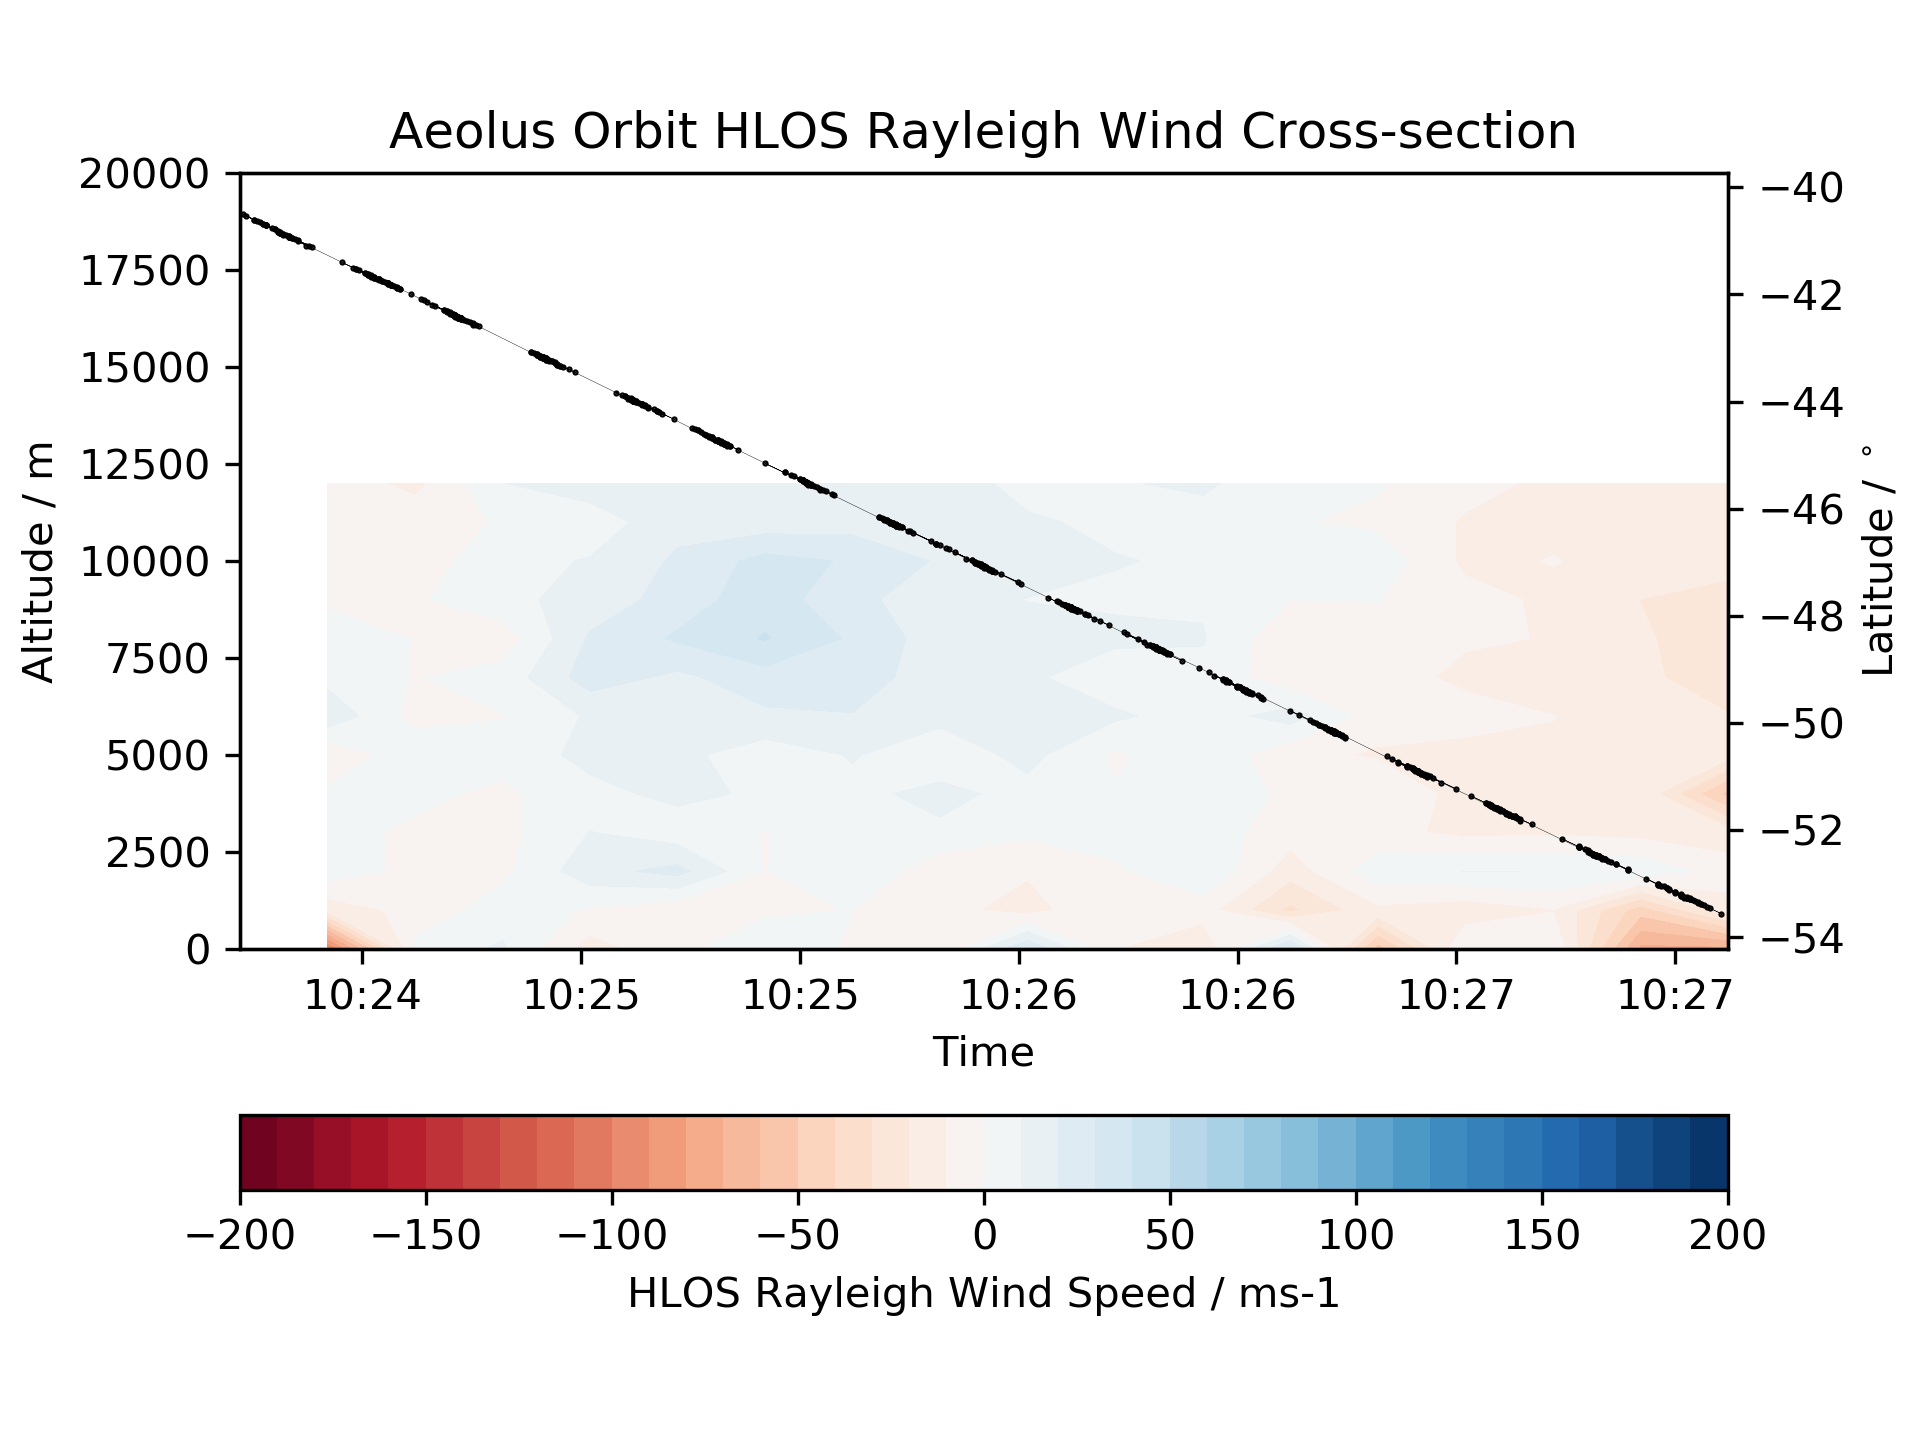 Aeolus Orbit HLOS Rayleigh Wind Cross-section
20000
17500
15000
12500
10000
7500
5000
2500
0
Altitude / m
−40
−42
−44
−46
−48
−50
−52
−54
Latitude / °
10:24 10:25 10:25 10:26 10:26 10:27 10:27
Time
−200 −150 −100 −50 0 50 100 150 200
HLOS Rayleigh Wind Speed / ms-1